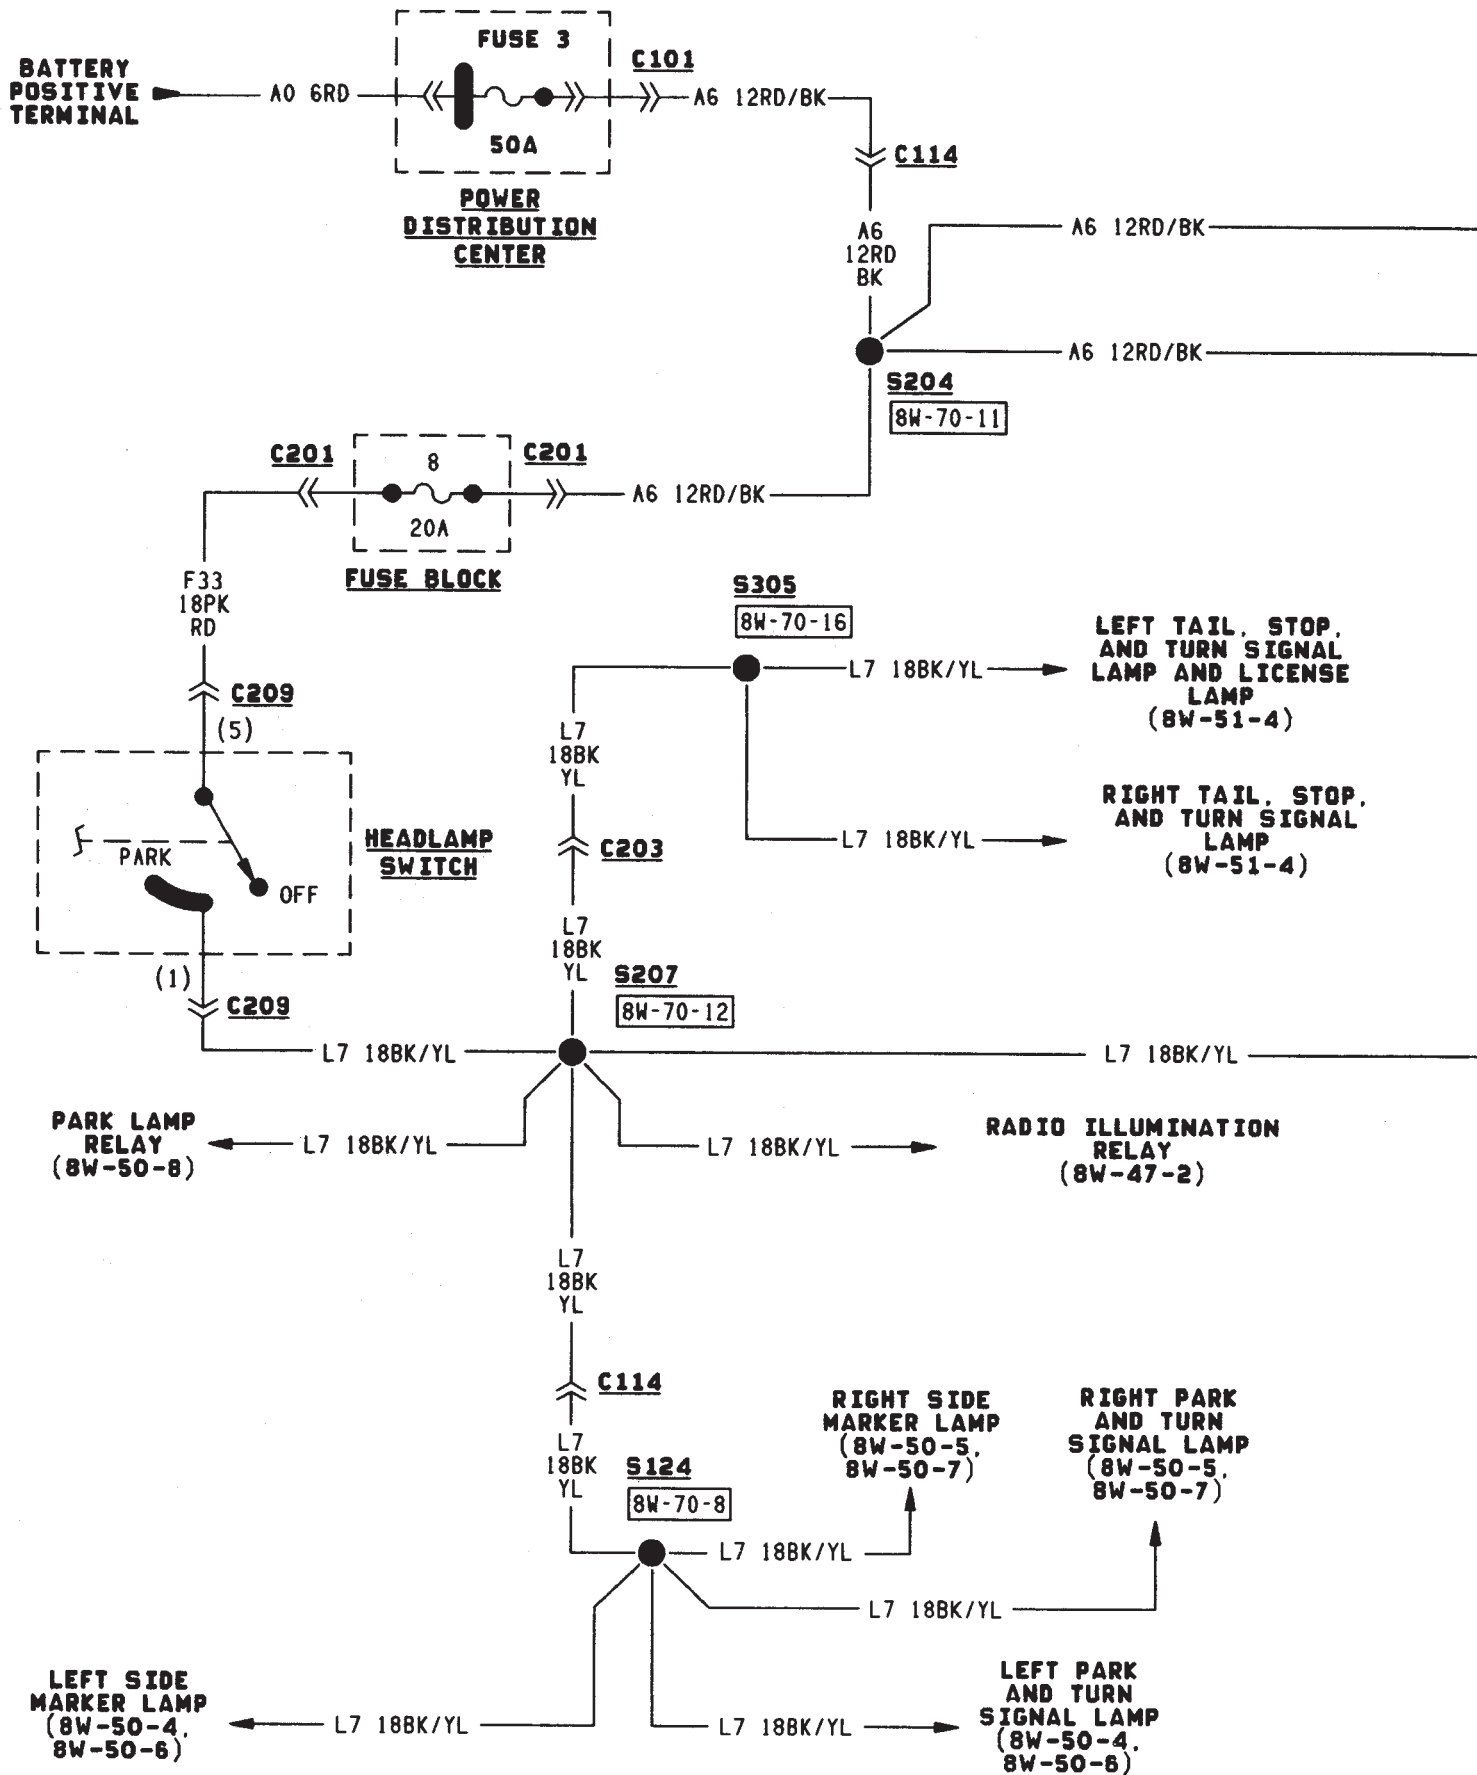 FUSE 3
C101
BATTERY
POSITIVE
TERMINAL
A0 6RD
A6 12RD/BK
50A
C114
POWER
DISTRIBUTION
CENTER
A6
12RD
BK
A6 12RD/BK
A6 12RD/BK
S204
8W-70-11
C201
8
C201
A6 12RD/BK
20A
FUSE BLOCK
F33
18PK
RD
S305
8W-70-16
LEFT TAIL, STOP,
AND TURN SIGNAL
LAMP AND LICENSE
LAMP
(8W-51-4)
L7 18BK/YL
C209
(5)
L7
18BK
YL
RIGHT TAIL, STOP,
AND TURN SIGNAL
LAMP
(8W-51-4)
L7 18BK/YL
HEADLAMP
SWITCH
PARK
OFF
C203
L7
18BK
YL
(1)
C209
S207
8W-70-12
L7 18BK/YL
L7 18BK/YL
PARK LAMP
RELAY
(8W-50-8)
L7 18BK/YL
L7 18BK/YL
RADIO ILLUMINATION
RELAY
(8W-47-2)
L7
18BK
YL
C114
RIGHT SIDE
MARKER LAMP
(8W-50-5,
8W-50-7)
RIGHT PARK
AND TURN
SIGNAL LAMP
(8W-50-5,
8W-50-7)
L7
18BK
YL
S124
8W-70-8
L7 18BK/YL
L7 18BK/YL
LEFT SIDE
MARKER LAMP
(8W-50-4,
8W-50-6)
L7 18BK/YL
L7 18BK/YL
LEFT PARK
AND TURN
SIGNAL LAMP
(8W-50-4,
8W-50-6)